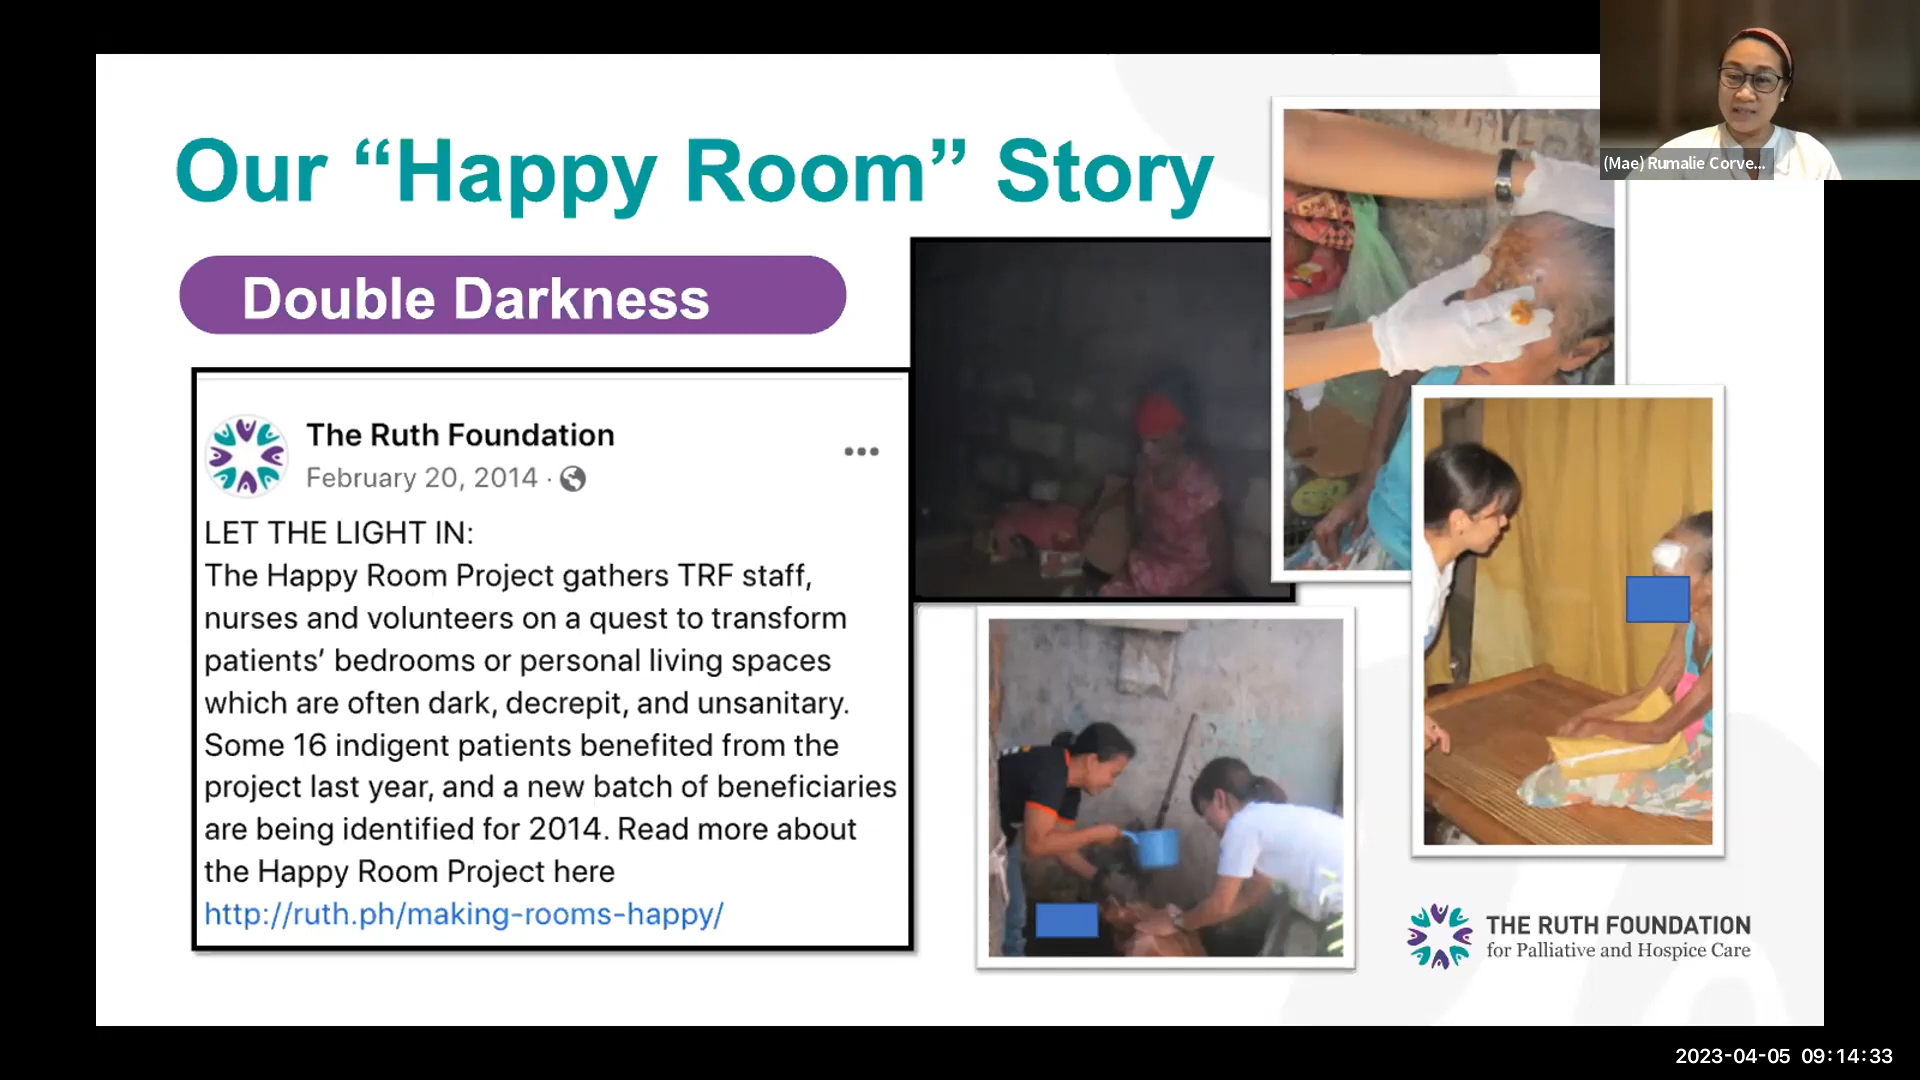 Our “Happy Room” Story
(Mae) Rumalie Corve...
Double Darkness
The Ruth Foundation
February 20, 2014 ·
LET THE LIGHT IN:
The Happy Room Project gathers TRF staff,
nurses and volunteers on a quest to transform
patients’ bedrooms or personal living spaces
which are often dark, decrepit, and unsanitary.
Some 16 indigent patients benefited from the
project last year, and a new batch of beneficiaries
are being identified for 2014. Read more about
the Happy Room Project here
http://ruth.ph/making-rooms-happy/
THE RUTH FOUNDATION
for Palliative and Hospice Care
2023-04-05 09:14:33